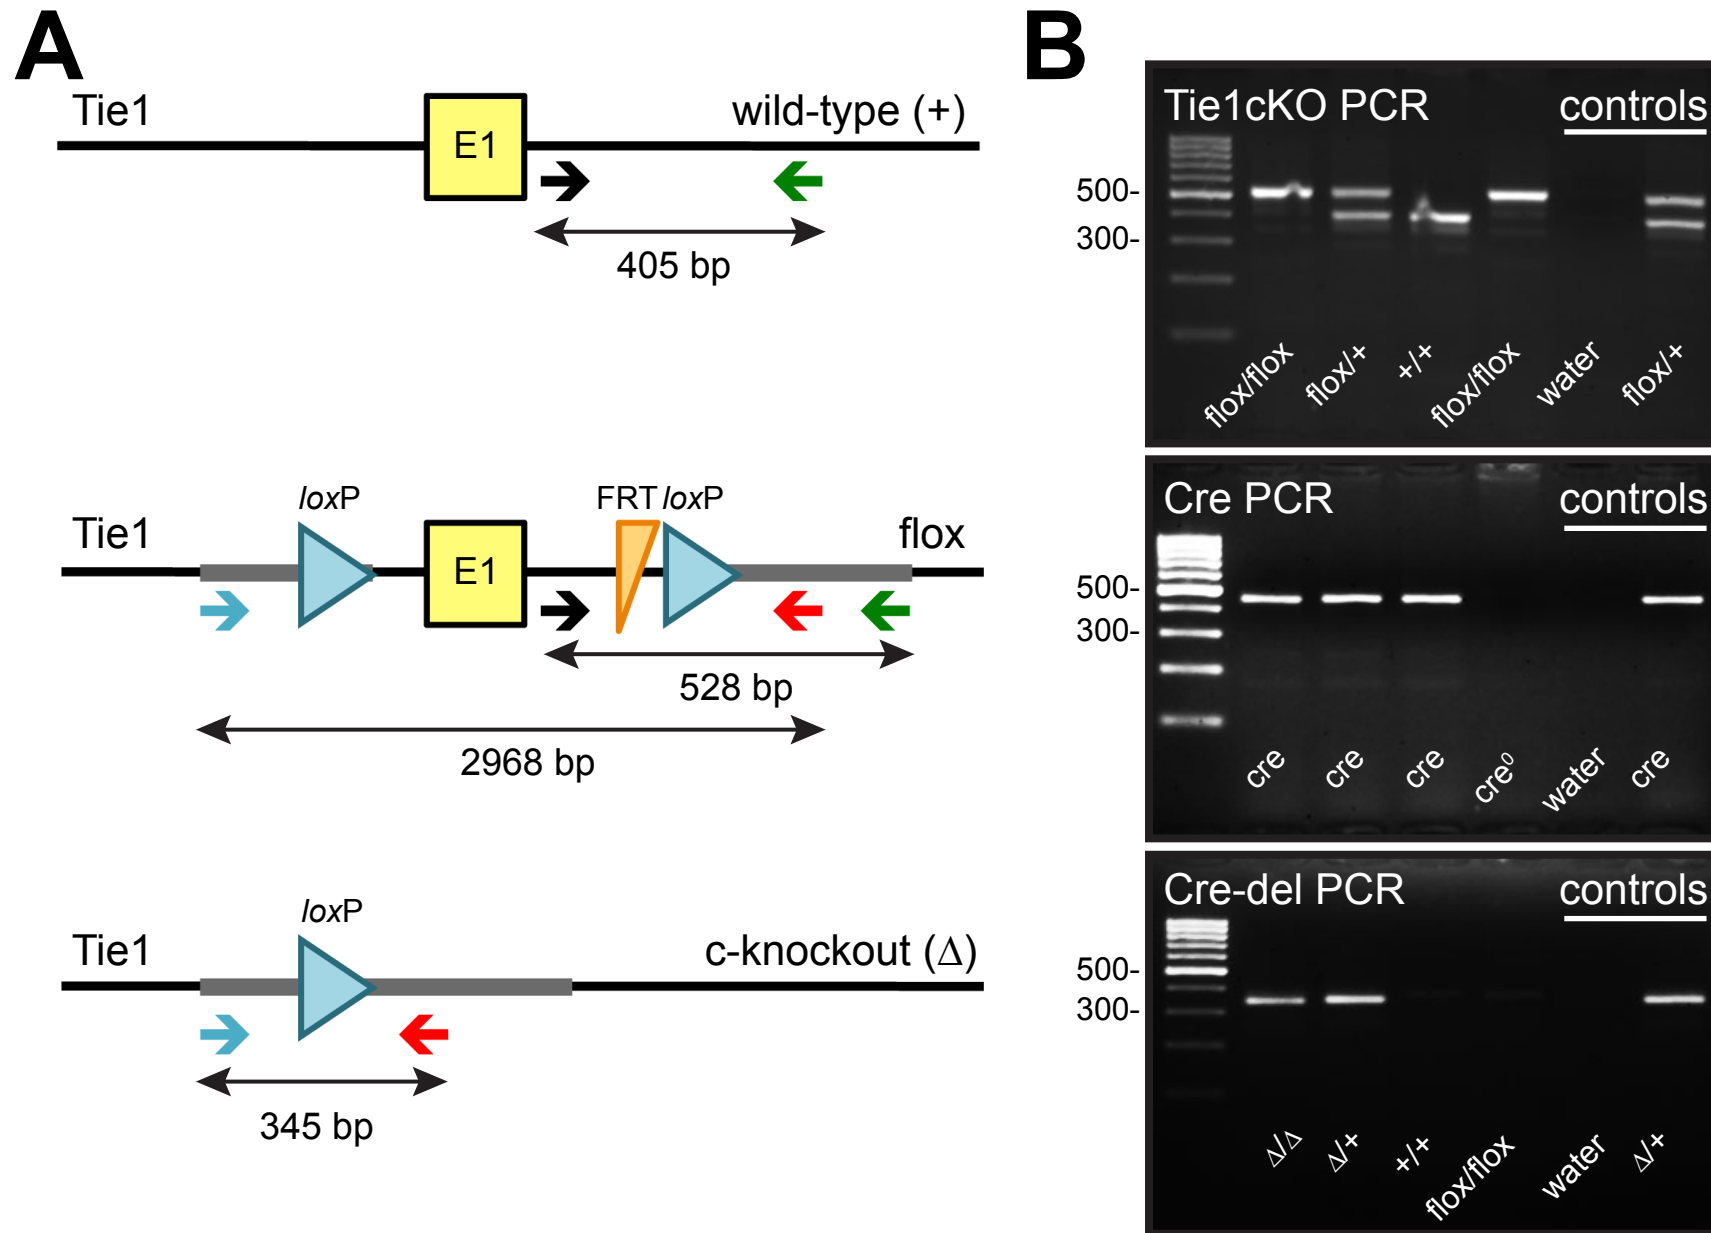 A
Tie1
E1
wild-type (+)
405 bp
loxP
FRT loxP
Tie1
E1
flox
528 bp
2968 bp
loxP
Tie1
c-knockout (Δ)
345 bp
B
Tie1cKO PCR
controls
500-
300-
flox/flox
flox/+
+/+
flox/flox
water
flox/+
Cre PCR
controls
500-
300-
cre
cre
cre
cre⁰
water
cre
Cre-del PCR
controls
500-
300-
Δ/Δ
Δ/+
+/+
flox/flox
water
Δ/+